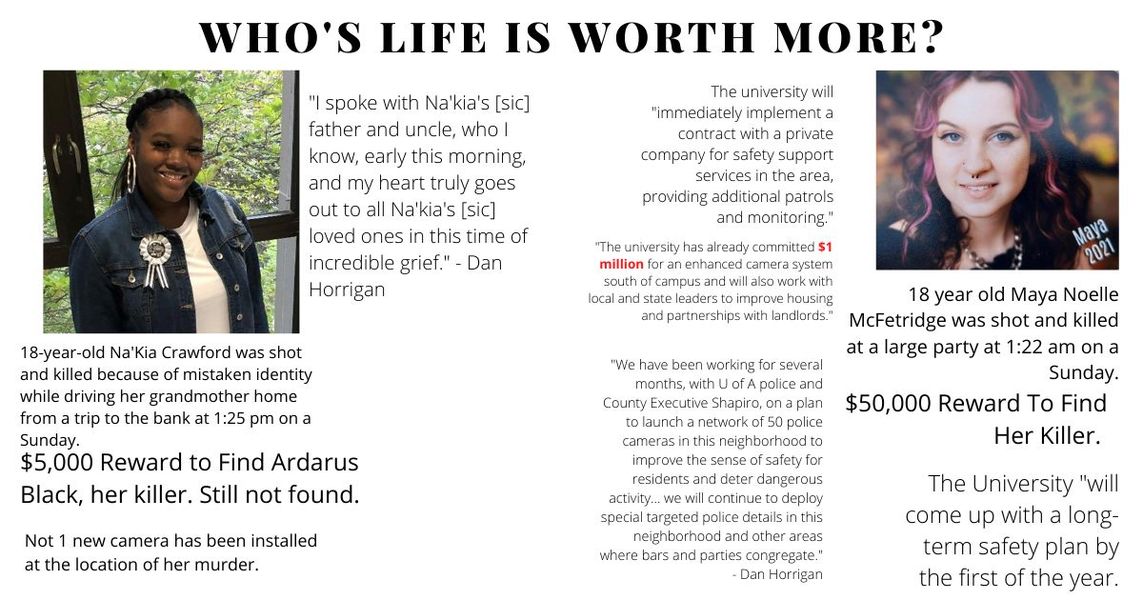 WHO'S LIFE IS WORTH MORE?
"I spoke with Na'kia's [sic]
father and uncle, who I
know, early this morning,
and my heart truly goes
out to all Na'kia's [sic]
loved ones in this time of
incredible grief." - Dan
Horrigan
18-year-old Na'Kia Crawford was shot
and killed because of mistaken identity
while driving her grandmother home
from a trip to the bank at 1:25 pm on a
Sunday.
$5,000 Reward to Find Ardarus
Black, her killer. Still not found.
Not 1 new camera has been installed
at the location of her murder.
The university will
"immediately implement a
contract with a private
company for safety support
services in the area,
providing additional patrols
and monitoring."
"The university has already committed $1
million for an enhanced camera system
south of campus and will also work with
local and state leaders to improve housing
and partnerships with landlords."
"We have been working for several
months, with U of A police and
County Executive Shapiro, on a plan
to launch a network of 50 police
cameras in this neighborhood to
improve the sense of safety for
residents and deter dangerous
activity... we will continue to deploy
special targeted police details in this
neighborhood and other areas
where bars and parties congregate."
- Dan Horrigan
Maya
2021
18 year old Maya Noelle
McFetridge was shot and killed
at a large party at 1:22 am on a
Sunday.
$50,000 Reward To Find
Her Killer.
The University "will
come up with a long-
term safety plan by
the first of the year.